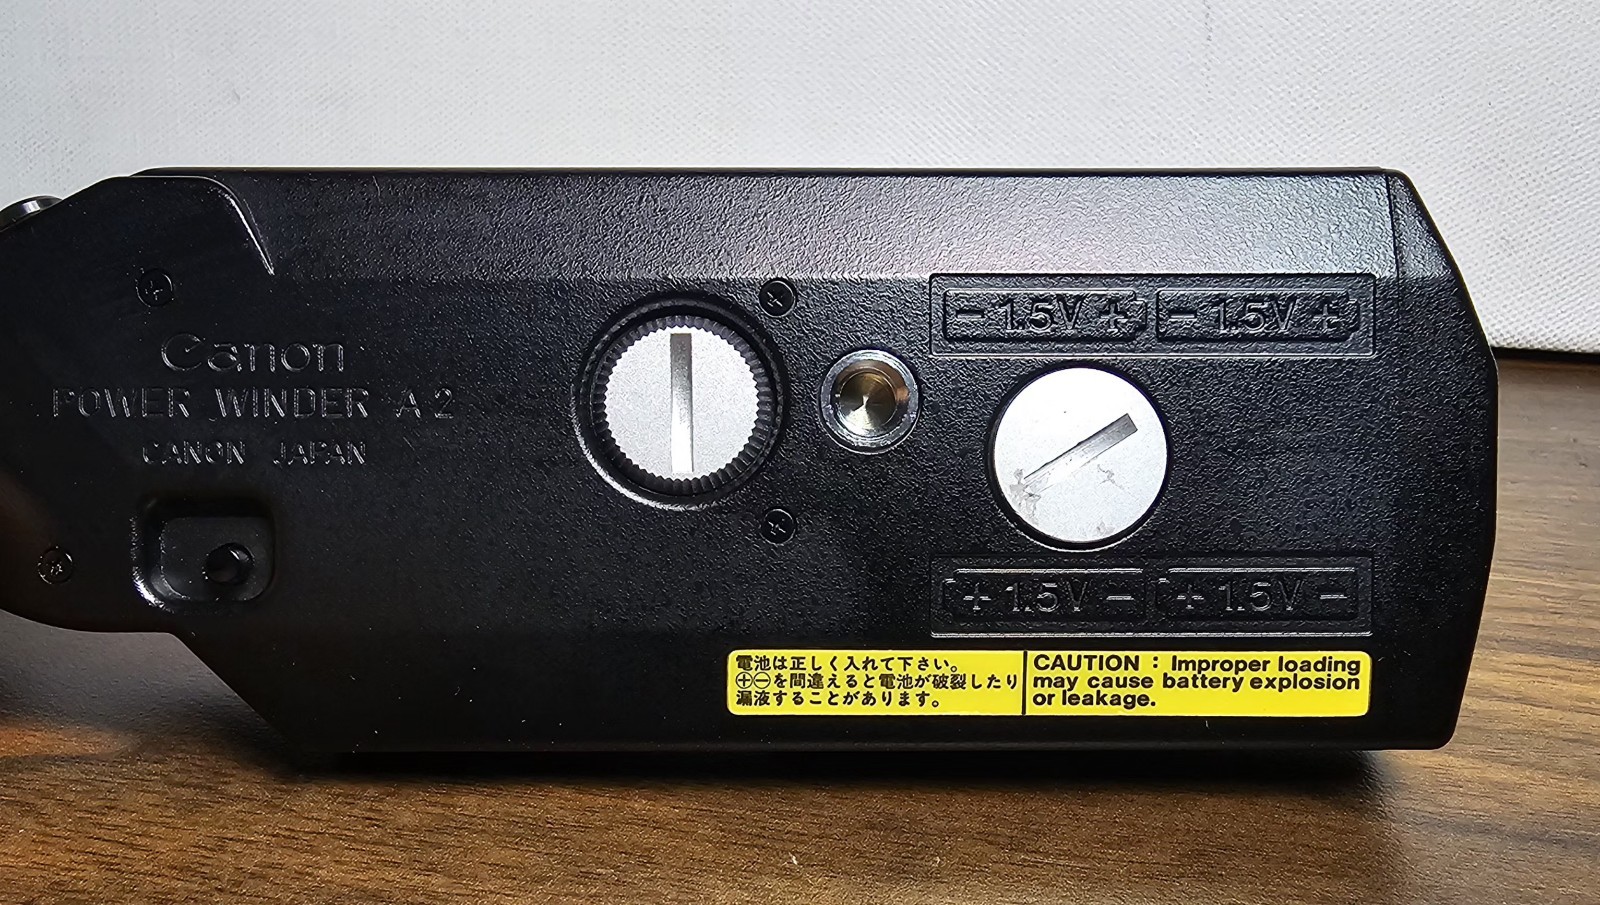 Canon
POWER WINDER A2
CANON JAPAN
− 1.5V + − 1.5V +
+ 1.5V − + 1.5V −
電池は正しく入れて下さい。
⊕⊖を間違えると電池が破裂したり
漏液することがあります。
CAUTION : Improper loading
may cause battery explosion
or leakage.